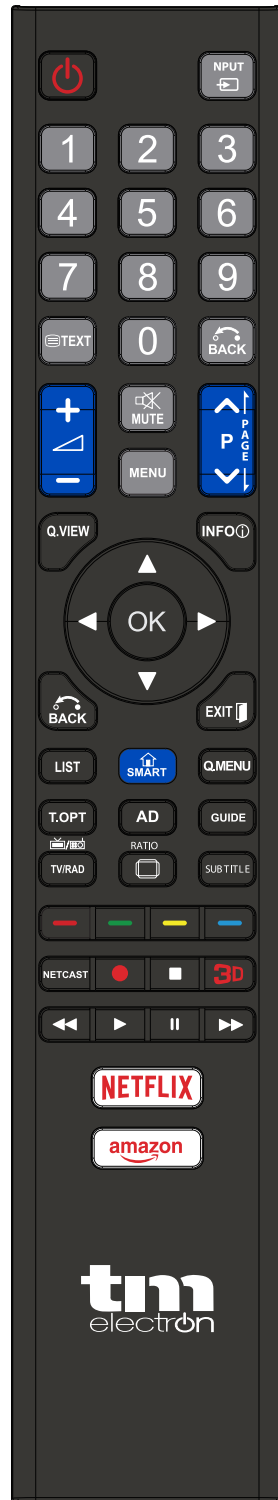 NPUT
1 2 3
4 5 6
7 8 9
TEXT 0 BACK
+ MUTE P PAGE
− MENU
Q.VIEW INFO
OK
BACK EXIT
LIST SMART Q.MENU
T.OPT AD GUIDE
RATIO
TV/RAD SUBTITLE
NETCAST 3D
NETFLIX
amazon
tm
electron